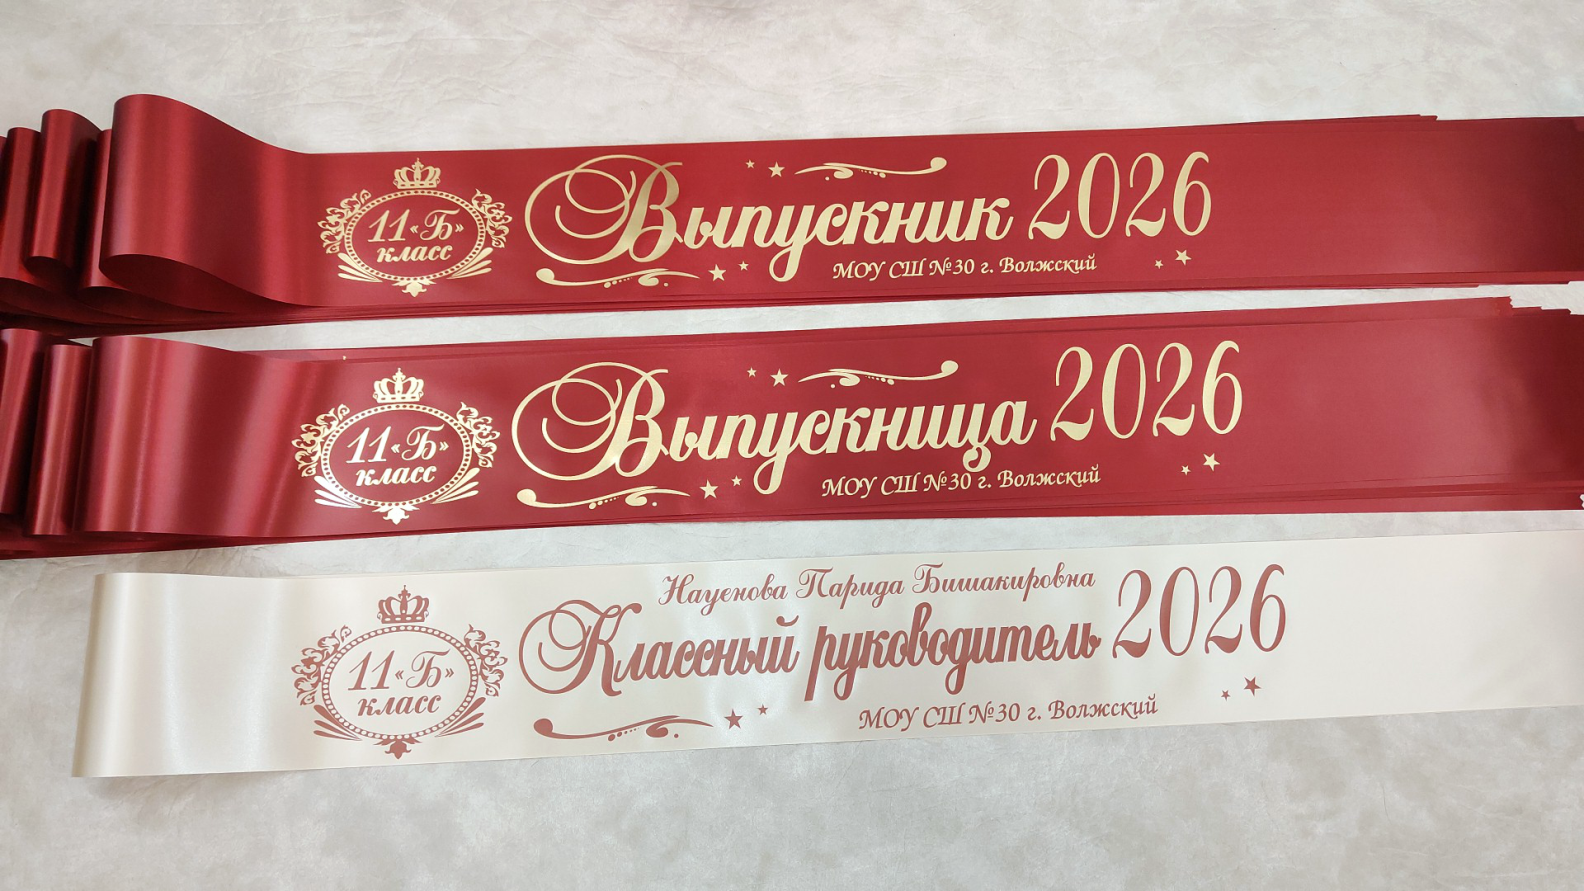 11 «Б»
класс
Выпускник 2026
МОУ СШ №30 г. Волжский
11 «Б»
класс
Выпускница 2026
МОУ СШ №30 г. Волжский
11 «Б»
класс
Науенова Парида Бишакировна
Классный руководитель 2026
МОУ СШ №30 г. Волжский